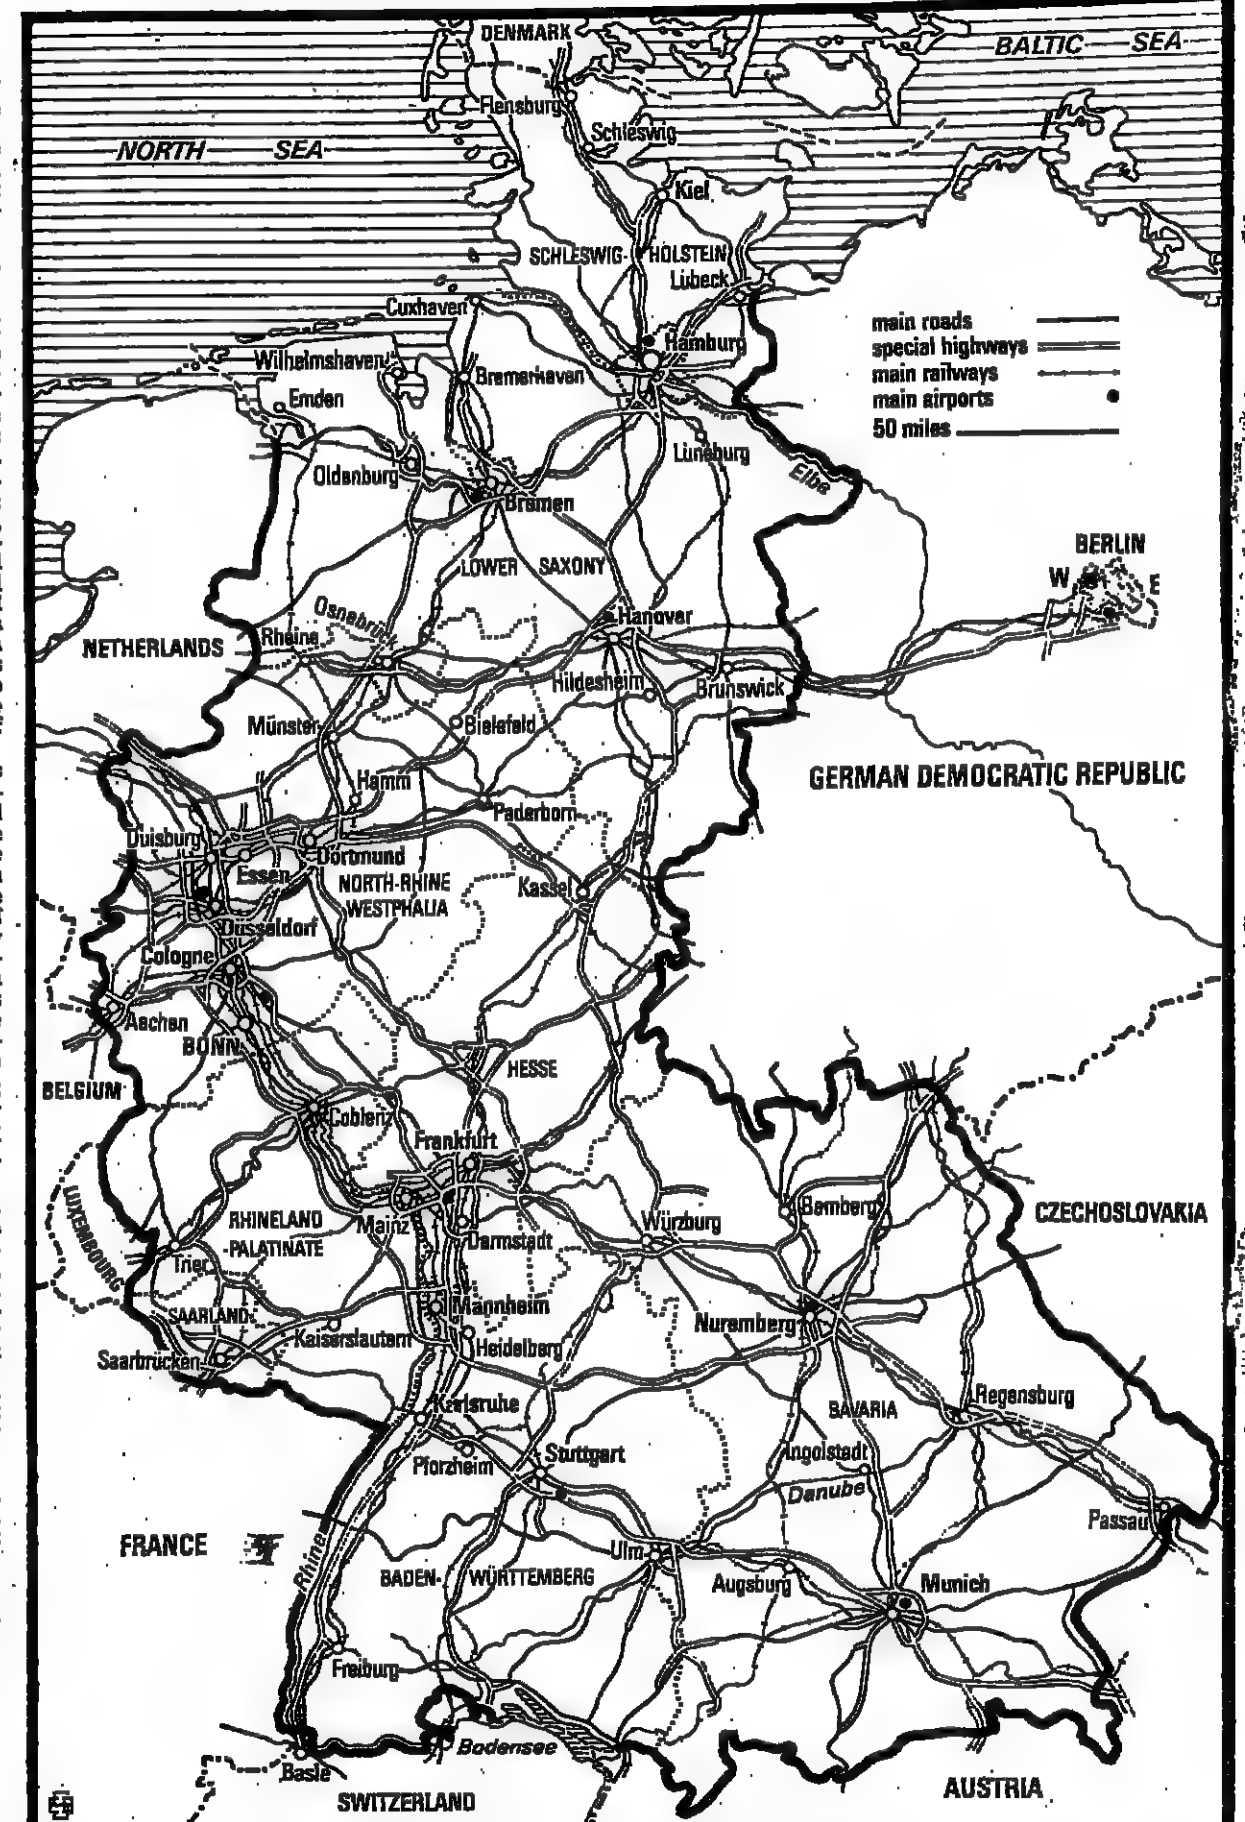 DENMARK
BALTIC SEA
Flensburg
Schleswig
NORTH SEA
Kiel
SCHLESWIG-HOLSTEIN
Lübeck
Cuxhaven
main roads
special highways
main railways
main airports
50 miles
Hamburg
Wilhelmshaven
Bremerhaven
Emden
Lüneburg
Oldenburg
Elbe
Bremen
BERLIN
W E
LOWER SAXONY
Osnabrück
Hanover
NETHERLANDS
Rheine
Hildesheim
Brunswick
Münster
Bielefeld
GERMAN DEMOCRATIC REPUBLIC
Hamm
Paderborn
Duisburg
Dortmund
Essen
NORTH-RHINE
WESTPHALIA
Kassel
Düsseldorf
Cologne
Aachen
BONN
HESSE
BELGIUM
Coblenz
Frankfurt
LUXEMBOURG
RHINELAND
-PALATINATE
Mainz
Darmstadt
Würzburg
Bamberg
CZECHOSLOVAKIA
Trier
SAARLAND
Mannheim
Kaiserslautern
Heidelberg
Nuremberg
Saarbrücken
Karlsruhe
BAVARIA
Regensburg
Pforzheim
Stuttgart
Ingolstadt
Danube
Passau
FRANCE
Rhine
Ulm
BADEN-WÜRTTEMBERG
Augsburg
Munich
Freiburg
Bodensee
Basle
SWITZERLAND
AUSTRIA